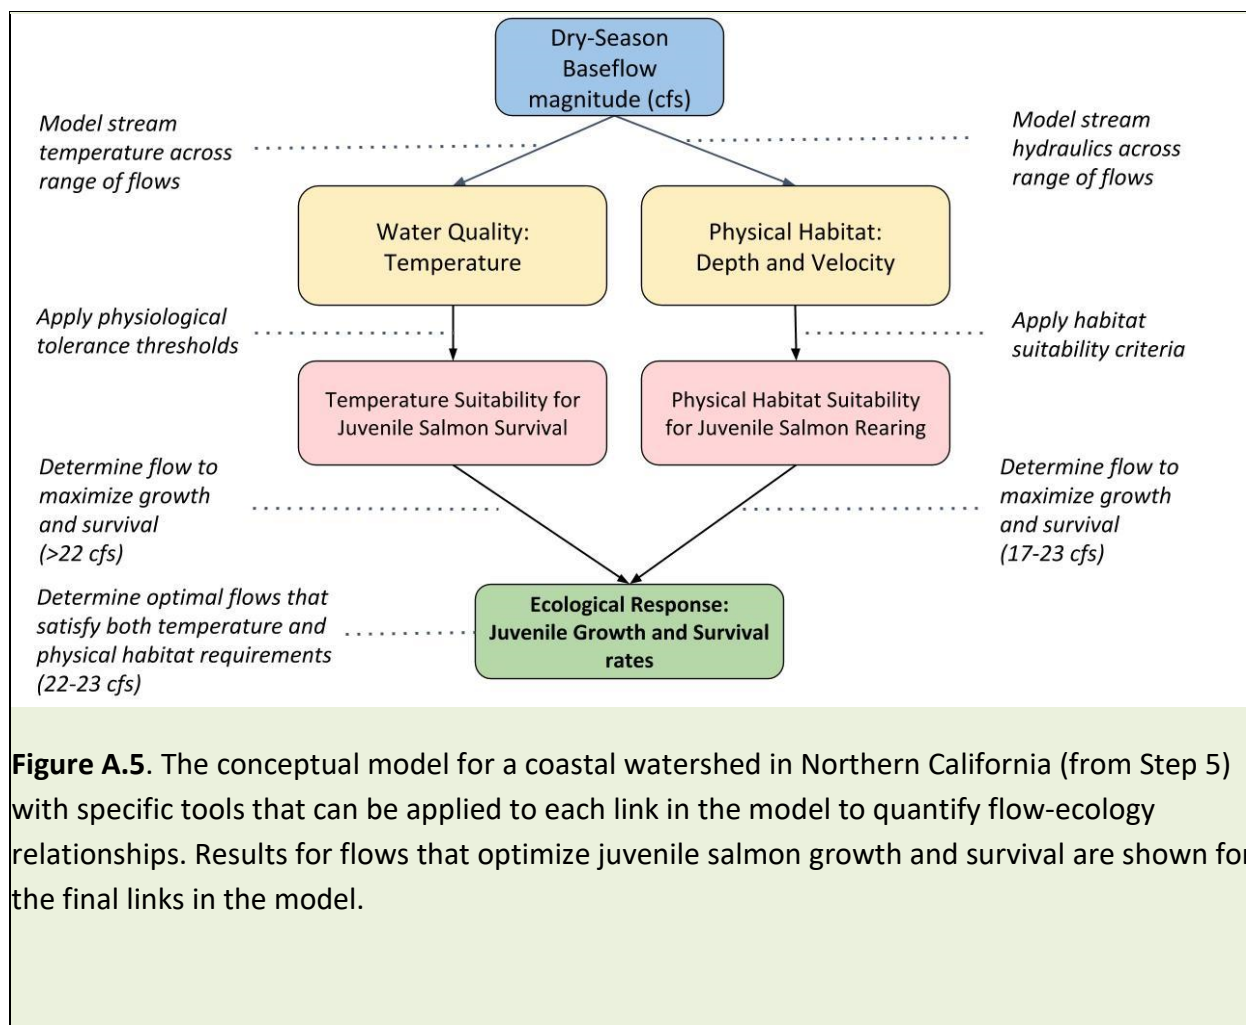 Dry-Season
Baseflow
magnitude (cfs)
Model stream
temperature across
range of flows
Model stream
hydraulics across
range of flows
Water Quality:
Temperature
Physical Habitat:
Depth and Velocity
Apply physiological
tolerance thresholds
Apply habitat
suitability criteria
Temperature Suitability for
Juvenile Salmon Survival
Physical Habitat Suitability
for Juvenile Salmon Rearing
Determine flow to
maximize growth
and survival
(>22 cfs)
Determine flow to
maximize growth
and survival
(17-23 cfs)
Determine optimal flows that
satisfy both temperature and
physical habitat requirements
(22-23 cfs)
Ecological Response:
Juvenile Growth and Survival
rates
Figure A.5. The conceptual model for a coastal watershed in Northern California (from Step 5)
with specific tools that can be applied to each link in the model to quantify flow-ecology
relationships. Results for flows that optimize juvenile salmon growth and survival are shown for
the final links in the model.